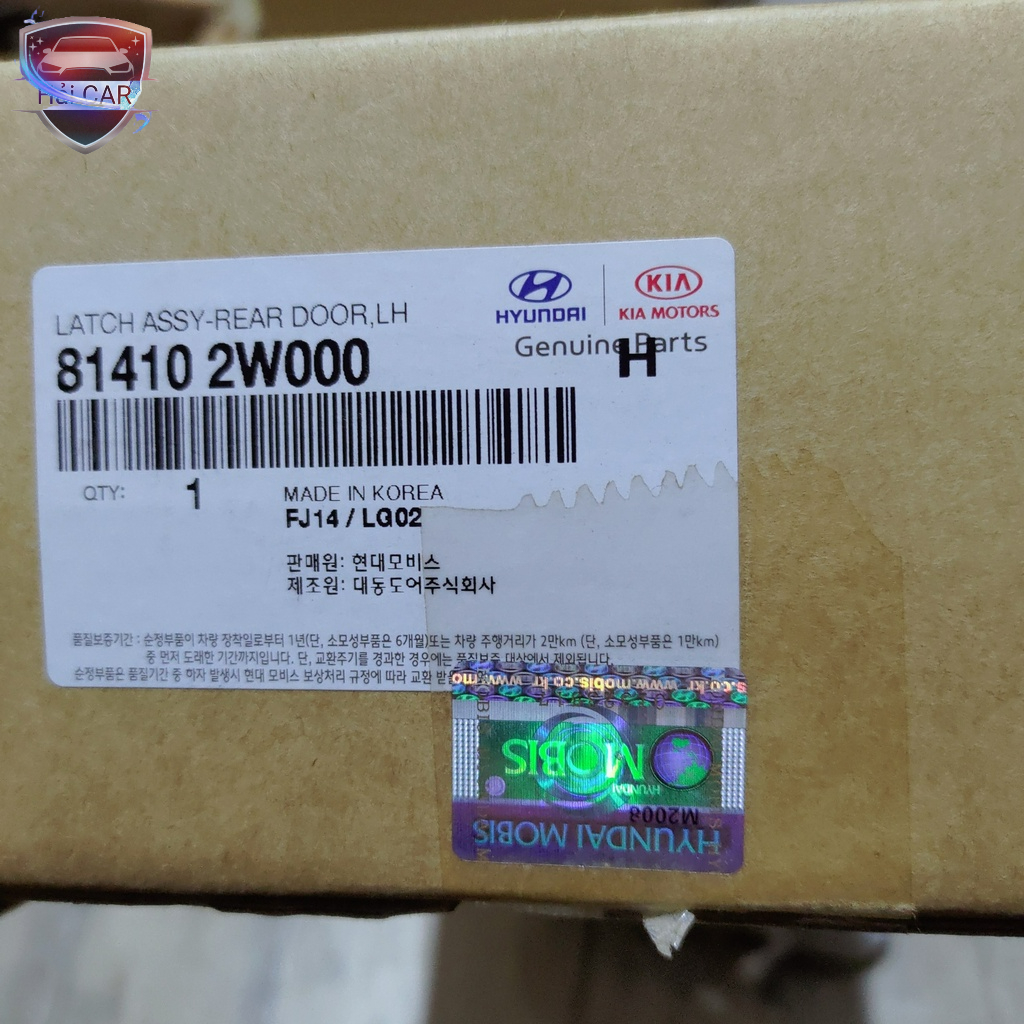 Hải CAR
HYUNDAI
KIA
KIA MOTORS
LATCH ASSY-REAR DOOR,LH
Genuine Parts
H
81410 2W000
QTY: 1
MADE IN KOREA
FJ14 / LG02
판매원: 현대모비스
제조원: 대동도어주식회사
품질보증기간 : 순정부품이 차량 장착일로부터 1년(단, 소모성부품은 6개월)또는 차량 주행거리가 2만km (단, 소모성부품은 1만km)
중 먼저 도래한 기간까지입니다. 단, 교환주기를 경과한 경우에는 품질보증 대상에서 제외됩니다.
순정부품은 품질기간 중 하자 발생시 현대 모비스 보상처리 규정에 따라 교환
www.mobis.co.kr
MOBIS
HYUNDAI
HYUNDAI MOBIS